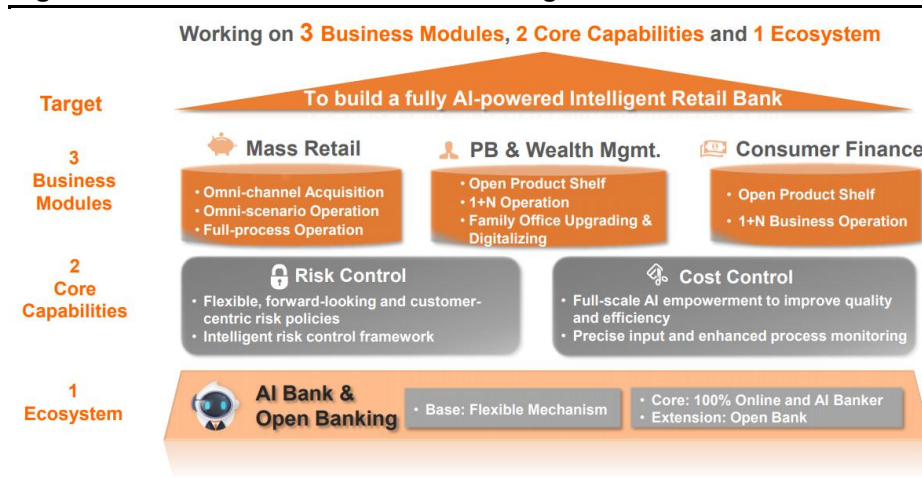 Working on 3 Business Modules, 2 Core Capabilities and 1 Ecosystem
Target
To build a fully AI-powered Intelligent Retail Bank
3
Business
Modules
Mass Retail
• Omni-channel Acquisition
• Omni-scenario Operation
• Full-process Operation
PB & Wealth Mgmt.
• Open Product Shelf
• 1+N Operation
• Family Office Upgrading &
Digitalizing
Consumer Finance
• Open Product Shelf
• 1+N Business Operation
2
Core
Capabilities
Risk Control
• Flexible, forward-looking and customer-
centric risk policies
• Intelligent risk control framework
Cost Control
• Full-scale AI empowerment to improve quality
and efficiency
• Precise input and enhanced process monitoring
1
Ecosystem
AI Bank &
Open Banking
• Base: Flexible Mechanism
• Core: 100% Online and AI Banker
• Extension: Open Bank